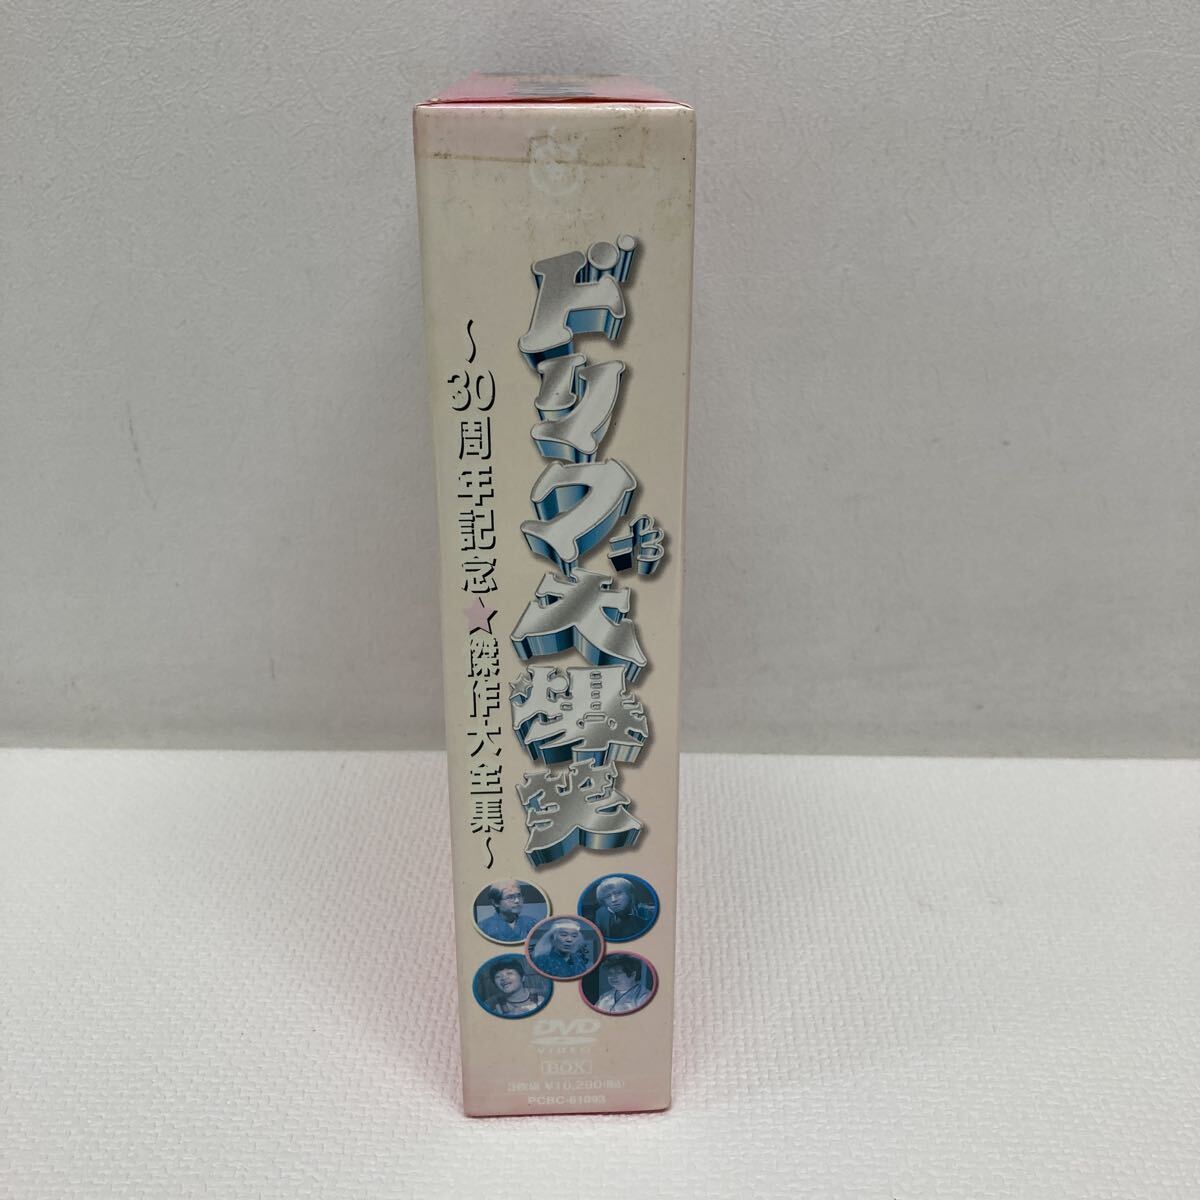 ドリフだ大爆笑
～30周年記念★傑作大全集～
DVD
VIDEO
BOX
3枚組 ¥10,290(税込)
PCBC-61093